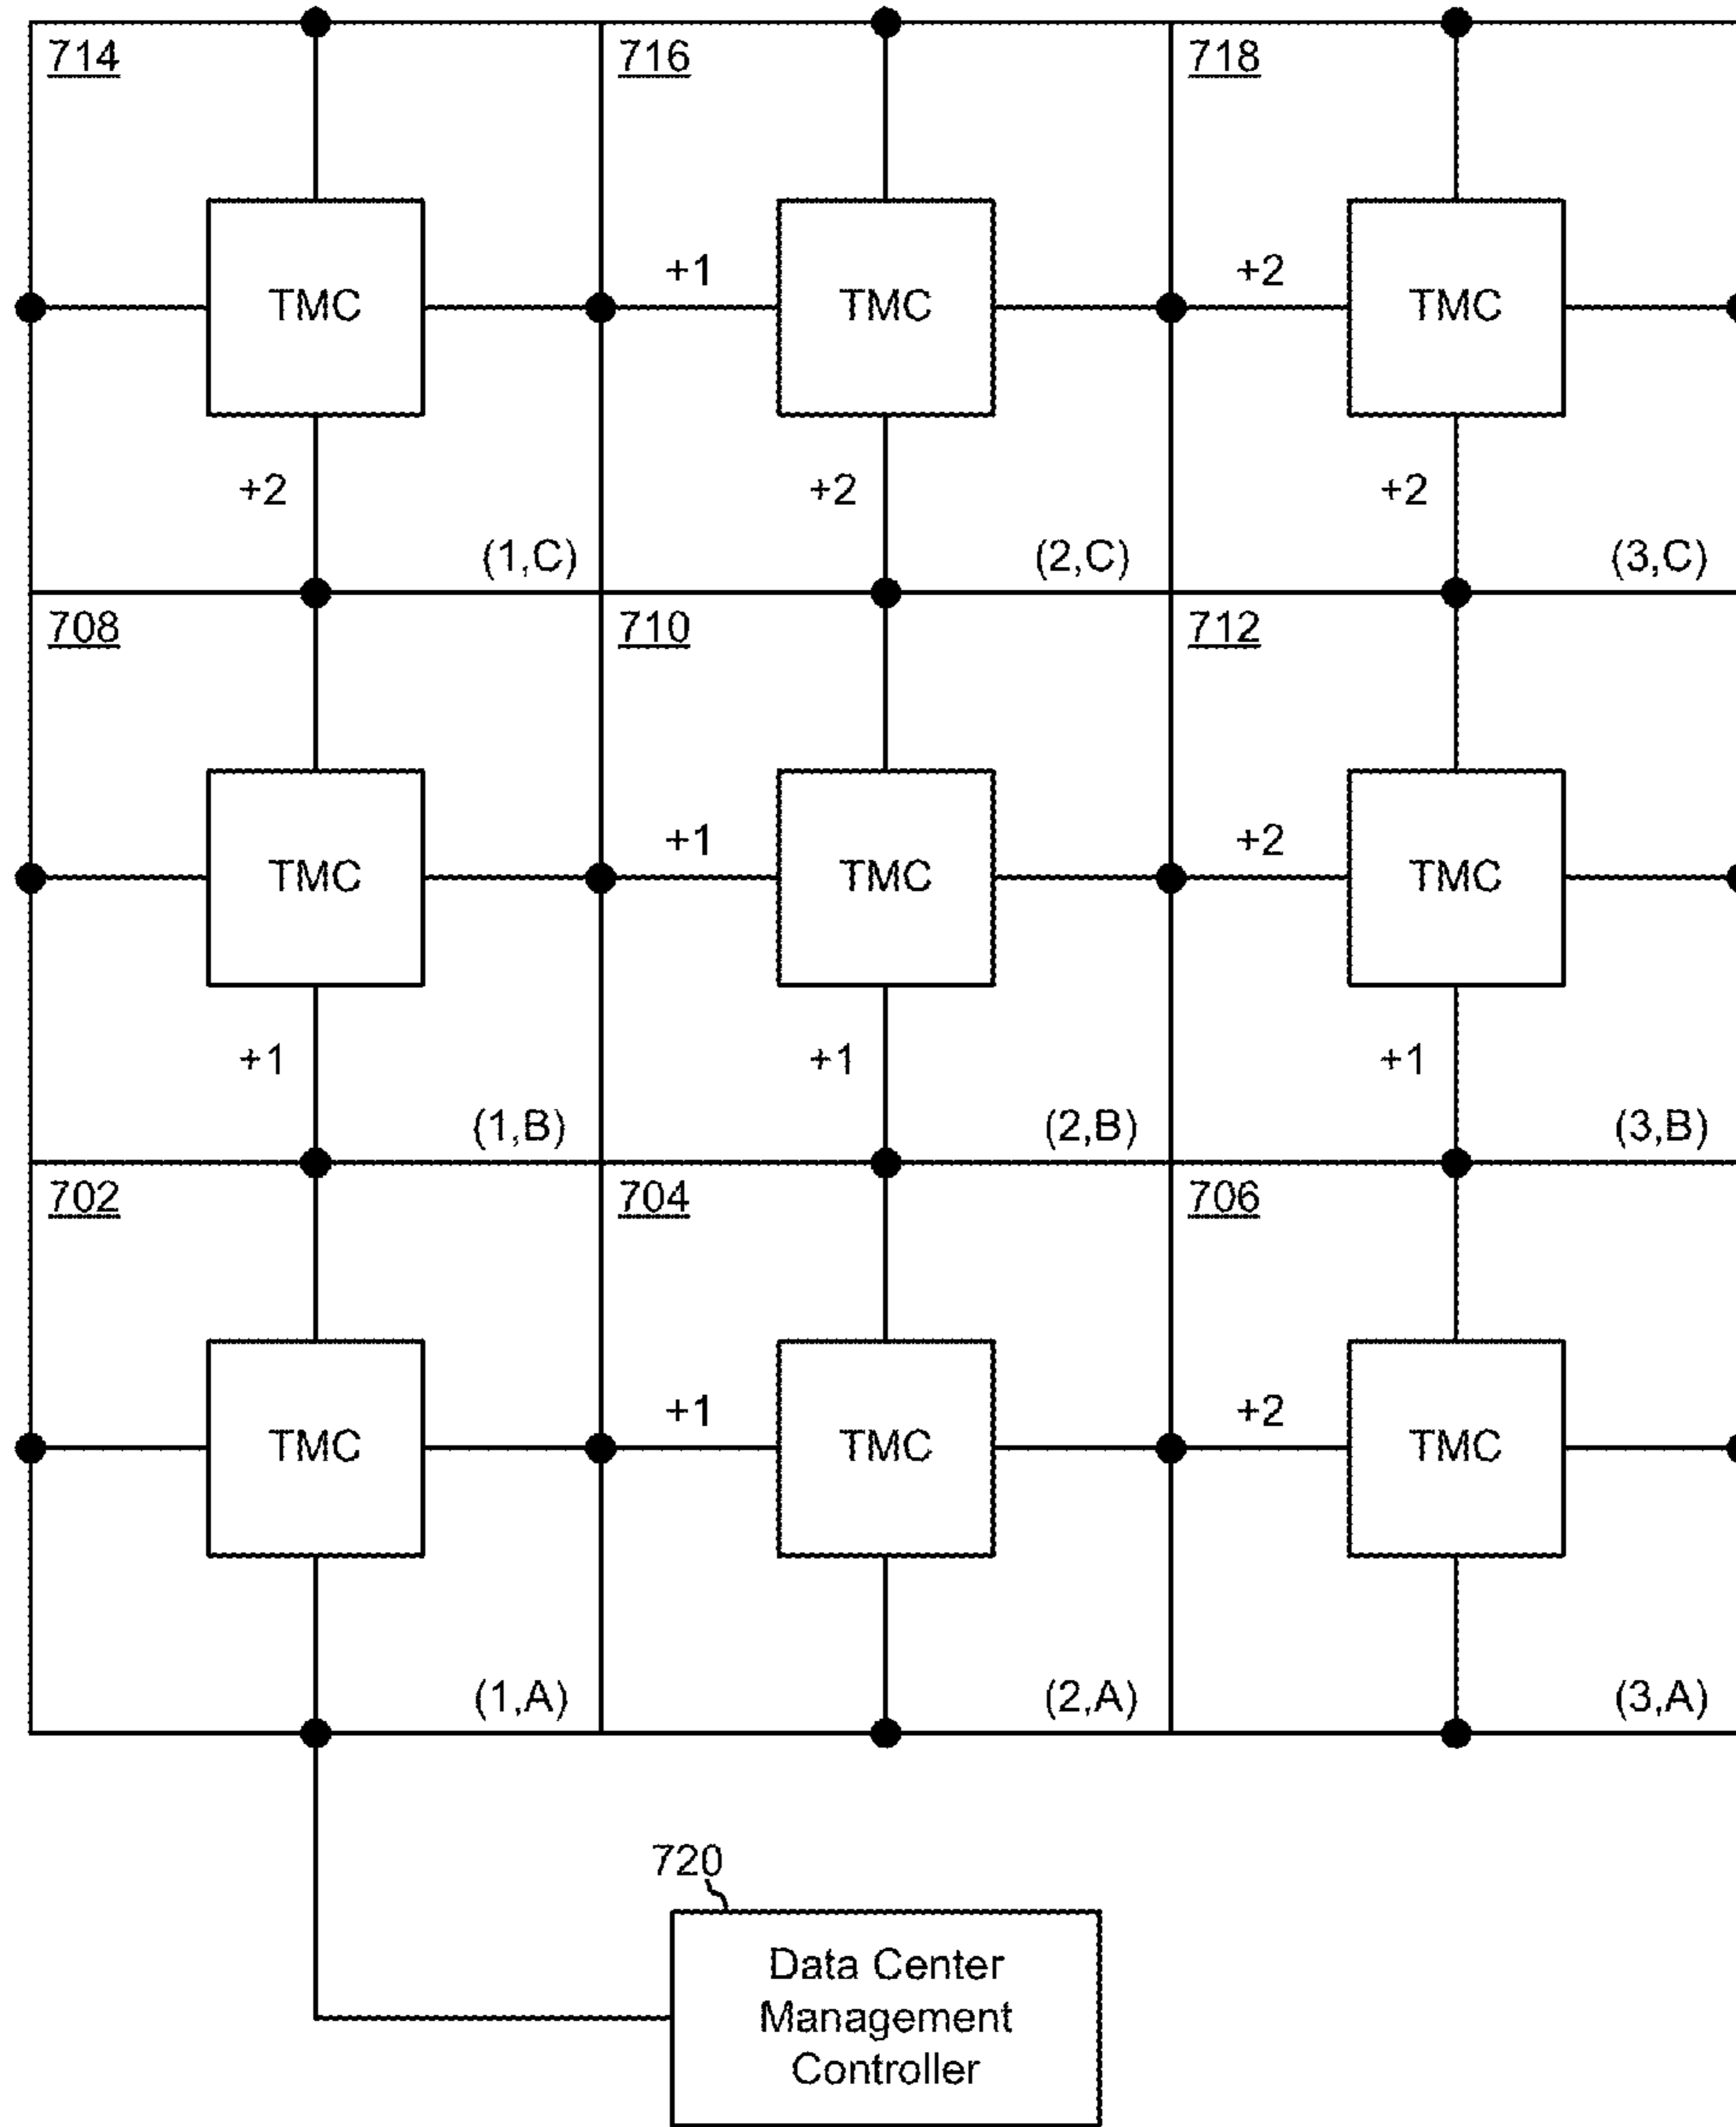 714 716 718
+1 +2
TMC TMC TMC
+2 +2 +2
(1,C) (2,C) (3,C)
708 710 712
+1 +2
TMC TMC TMC
+1 +1 +1
(1,B) (2,B) (3,B)
702 704 706
+1 +2
TMC TMC TMC
(1,A) (2,A) (3,A)
720
Data Center
Management
Controller